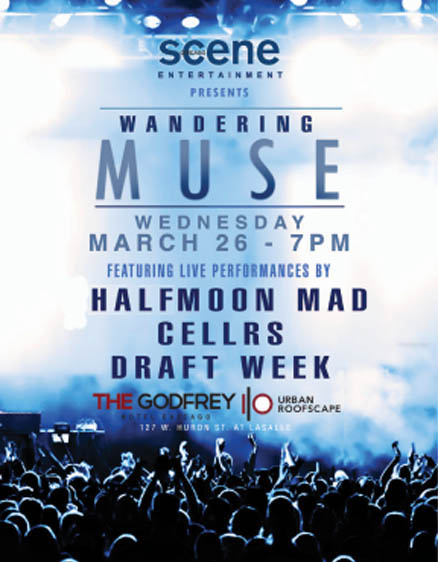 scene
CHICAGO
ENTERTAINMENT
PRESENTS
WANDERING
MUSE
WEDNESDAY
MARCH 26 - 7PM
FEATURING LIVE PERFORMANCES BY
HALFMOON MAD
CELLRS
DRAFT WEEK
THE GODFREY I|O URBAN ROOFSCAPE
HOTEL CHICAGO
127 W. HURON ST. AT LASALLE